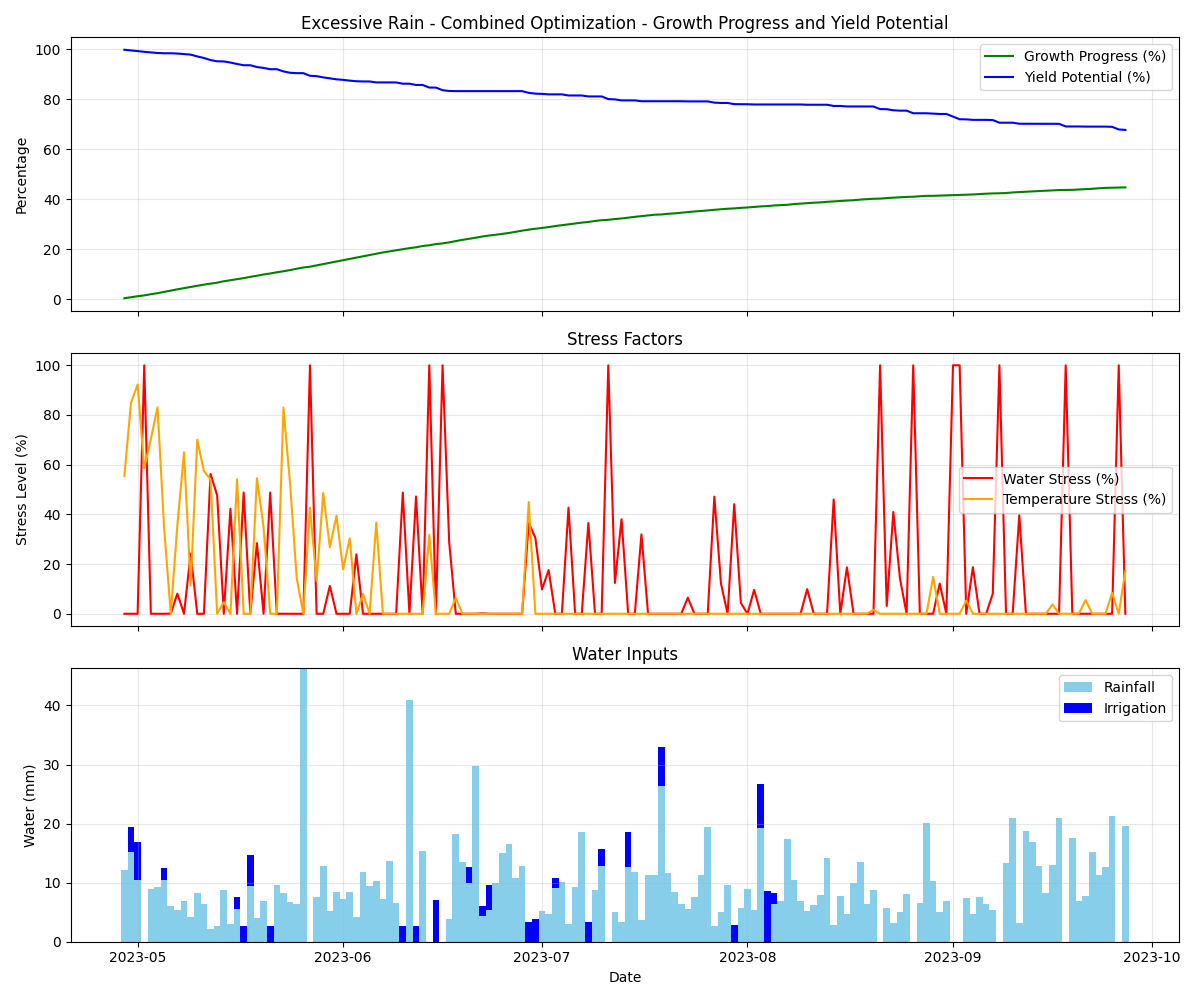 Excessive Rain - Combined Optimization - Growth Progress and Yield Potential
100
80
60
40
20
0
Percentage
Growth Progress (%)
Yield Potential (%)
Stress Factors
100
80
60
40
20
0
Stress Level (%)
Water Stress (%)
Temperature Stress (%)
Water Inputs
40
30
20
10
0
Water (mm)
Rainfall
Irrigation
2023-05
2023-06
2023-07
2023-08
2023-09
2023-10
Date